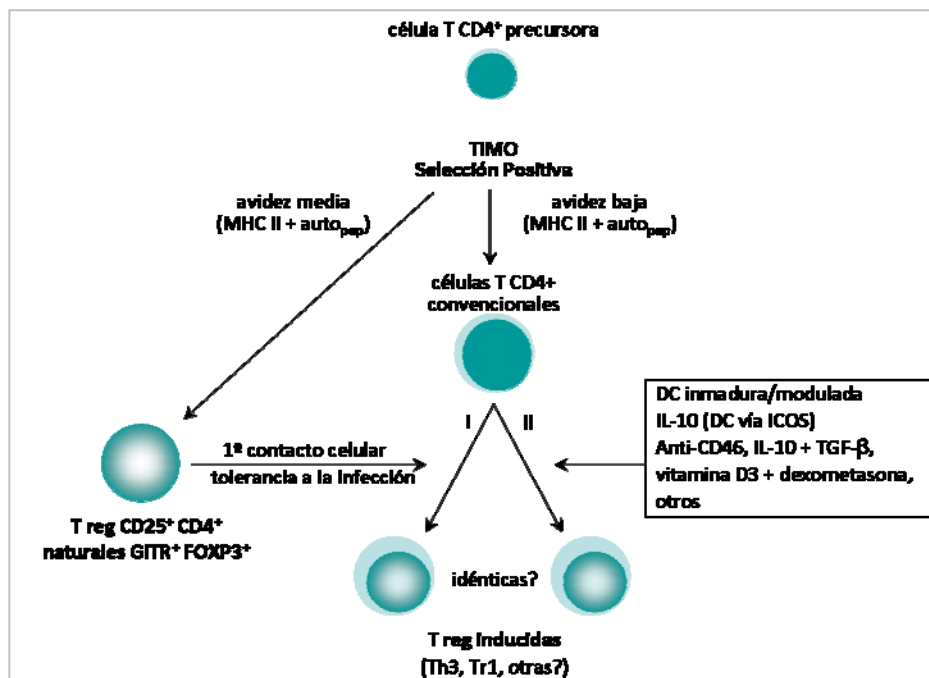 célula T CD4⁺ precursora
TIMO
Selección Positiva
avidez media
(MHC II + auto_pep)
avidez baja
(MHC II + auto_pep)
células T CD4+
convencionales
I
II
DC inmadura/modulada
IL-10 (DC vía ICOS)
Anti-CD46, IL-10 + TGF-β,
vitamina D3 + dexometasona,
otros
1ª contacto celular
tolerancia a la infección
T reg CD25⁺ CD4⁺
naturales GITR⁺ FOXP3⁺
idénticas?
T reg inducidas
(Th3, Tr1, otras?)